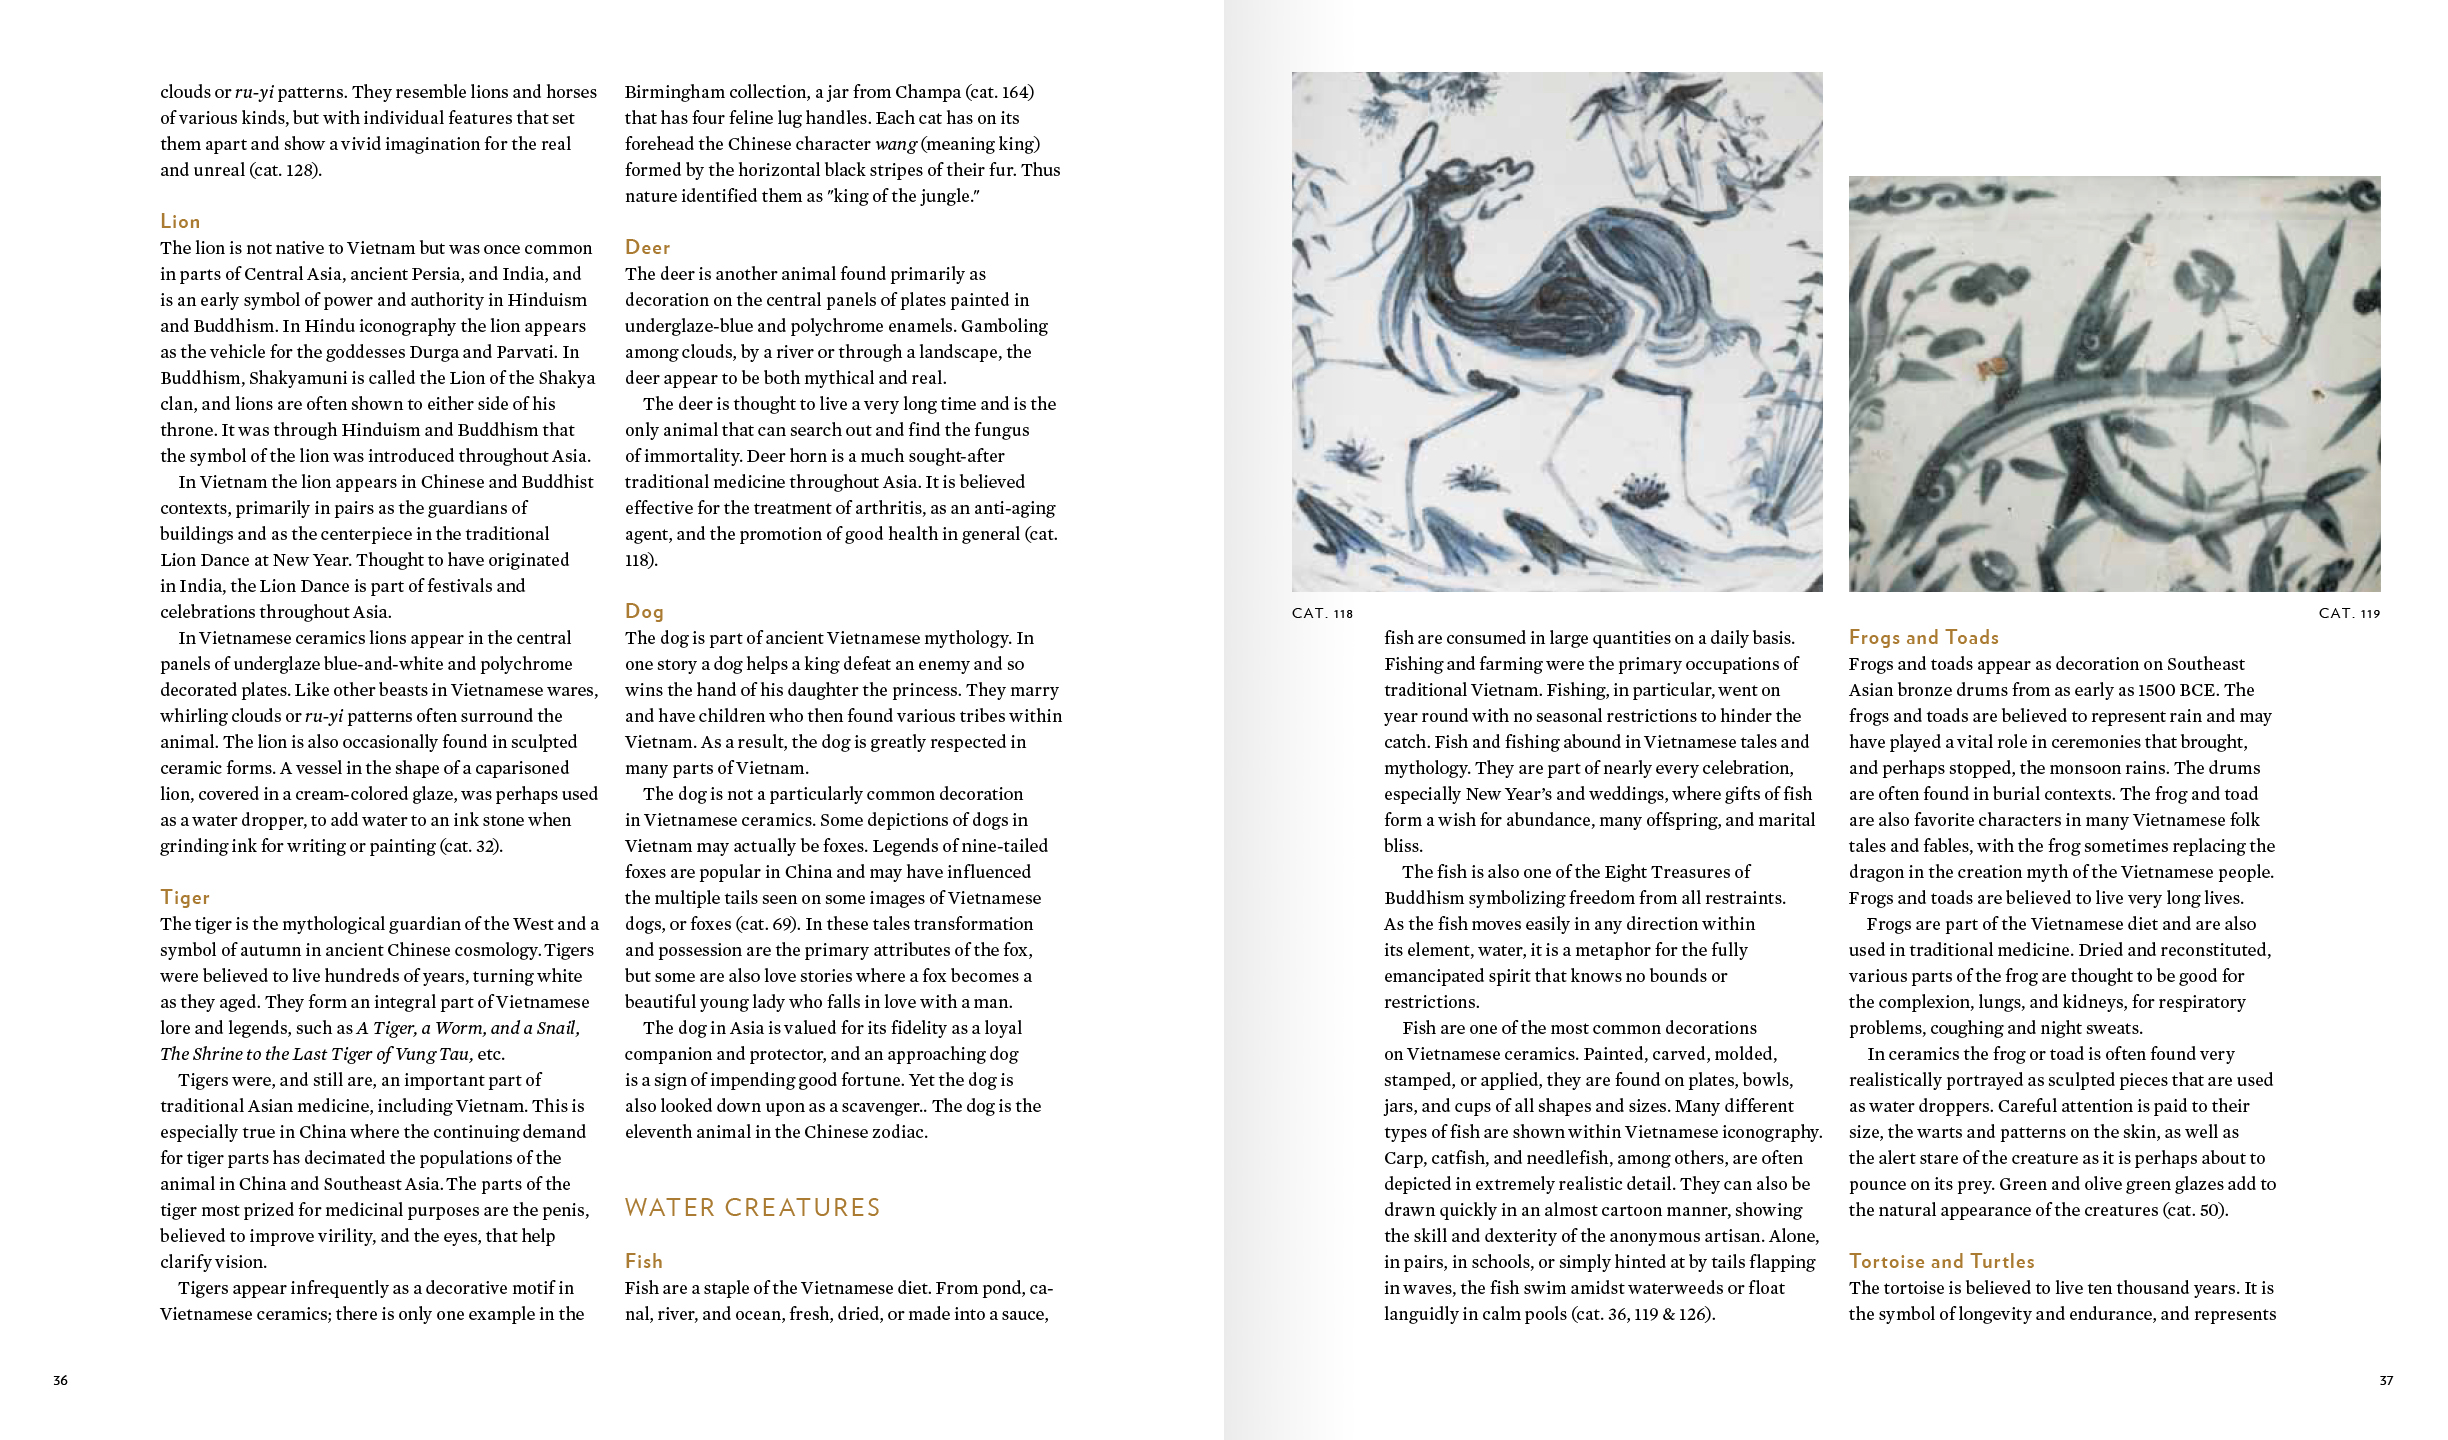 clouds or ru-yi patterns. They resemble lions and horses
of various kinds, but with individual features that set
them apart and show a vivid imagination for the real
and unreal (cat. 128).
Lion
The lion is not native to Vietnam but was once common
in parts of Central Asia, ancient Persia, and India, and
is an early symbol of power and authority in Hinduism
and Buddhism. In Hindu iconography the lion appears
as the vehicle for the goddesses Durga and Parvati. In
Buddhism, Shakyamuni is called the Lion of the Shakya
clan, and lions are often shown to either side of his
throne. It was through Hinduism and Buddhism that
the symbol of the lion was introduced throughout Asia.
In Vietnam the lion appears in Chinese and Buddhist
contexts, primarily in pairs as the guardians of
buildings and as the centerpiece in the traditional
Lion Dance at New Year. Thought to have originated
in India, the Lion Dance is part of festivals and
celebrations throughout Asia.
In Vietnamese ceramics lions appear in the central
panels of underglaze blue-and-white and polychrome
decorated plates. Like other beasts in Vietnamese wares,
whirling clouds or ru-yi patterns often surround the
animal. The lion is also occasionally found in sculpted
ceramic forms. A vessel in the shape of a caparisoned
lion, covered in a cream-colored glaze, was perhaps used
as a water dropper, to add water to an ink stone when
grinding ink for writing or painting (cat. 32).
Tiger
The tiger is the mythological guardian of the West and a
symbol of autumn in ancient Chinese cosmology. Tigers
were believed to live hundreds of years, turning white
as they aged. They form an integral part of Vietnamese
lore and legends, such as A Tiger, a Worm, and a Snail,
The Shrine to the Last Tiger of Vung Tau, etc.
Tigers were, and still are, an important part of
traditional Asian medicine, including Vietnam. This is
especially true in China where the continuing demand
for tiger parts has decimated the populations of the
animal in China and Southeast Asia. The parts of the
tiger most prized for medicinal purposes are the penis,
believed to improve virility, and the eyes, that help
clarify vision.
Tigers appear infrequently as a decorative motif in
Vietnamese ceramics; there is only one example in the
Birmingham collection, a jar from Champa (cat. 164)
that has four feline lug handles. Each cat has on its
forehead the Chinese character wang (meaning king)
formed by the horizontal black stripes of their fur. Thus
nature identified them as "king of the jungle."
Deer
The deer is another animal found primarily as
decoration on the central panels of plates painted in
underglaze-blue and polychrome enamels. Gamboling
among clouds, by a river or through a landscape, the
deer appear to be both mythical and real.
The deer is thought to live a very long time and is the
only animal that can search out and find the fungus
of immortality. Deer horn is a much sought-after
traditional medicine throughout Asia. It is believed
effective for the treatment of arthritis, as an anti-aging
agent, and the promotion of good health in general (cat.
118).
Dog
The dog is part of ancient Vietnamese mythology. In
one story a dog helps a king defeat an enemy and so
wins the hand of his daughter the princess. They marry
and have children who then found various tribes within
Vietnam. As a result, the dog is greatly respected in
many parts of Vietnam.
The dog is not a particularly common decoration
in Vietnamese ceramics. Some depictions of dogs in
Vietnam may actually be foxes. Legends of nine-tailed
foxes are popular in China and may have influenced
the multiple tails seen on some images of Vietnamese
dogs, or foxes (cat. 69). In these tales transformation
and possession are the primary attributes of the fox,
but some are also love stories where a fox becomes a
beautiful young lady who falls in love with a man.
The dog in Asia is valued for its fidelity as a loyal
companion and protector, and an approaching dog
is a sign of impending good fortune. Yet the dog is
also looked down upon as a scavenger.. The dog is the
eleventh animal in the Chinese zodiac.
WATER CREATURES
Fish
Fish are a staple of the Vietnamese diet. From pond, ca-
nal, river, and ocean, fresh, dried, or made into a sauce,
36
CAT. 118
CAT. 119
fish are consumed in large quantities on a daily basis.
Fishing and farming were the primary occupations of
traditional Vietnam. Fishing, in particular, went on
year round with no seasonal restrictions to hinder the
catch. Fish and fishing abound in Vietnamese tales and
mythology. They are part of nearly every celebration,
especially New Year’s and weddings, where gifts of fish
form a wish for abundance, many offspring, and marital
bliss.
The fish is also one of the Eight Treasures of
Buddhism symbolizing freedom from all restraints.
As the fish moves easily in any direction within
its element, water, it is a metaphor for the fully
emancipated spirit that knows no bounds or
restrictions.
Fish are one of the most common decorations
on Vietnamese ceramics. Painted, carved, molded,
stamped, or applied, they are found on plates, bowls,
jars, and cups of all shapes and sizes. Many different
types of fish are shown within Vietnamese iconography.
Carp, catfish, and needlefish, among others, are often
depicted in extremely realistic detail. They can also be
drawn quickly in an almost cartoon manner, showing
the skill and dexterity of the anonymous artisan. Alone,
in pairs, in schools, or simply hinted at by tails flapping
in waves, the fish swim amidst waterweeds or float
languidly in calm pools (cat. 36, 119 & 126).
Frogs and Toads
Frogs and toads appear as decoration on Southeast
Asian bronze drums from as early as 1500 BCE. The
frogs and toads are believed to represent rain and may
have played a vital role in ceremonies that brought,
and perhaps stopped, the monsoon rains. The drums
are often found in burial contexts. The frog and toad
are also favorite characters in many Vietnamese folk
tales and fables, with the frog sometimes replacing the
dragon in the creation myth of the Vietnamese people.
Frogs and toads are believed to live very long lives.
Frogs are part of the Vietnamese diet and are also
used in traditional medicine. Dried and reconstituted,
various parts of the frog are thought to be good for
the complexion, lungs, and kidneys, for respiratory
problems, coughing and night sweats.
In ceramics the frog or toad is often found very
realistically portrayed as sculpted pieces that are used
as water droppers. Careful attention is paid to their
size, the warts and patterns on the skin, as well as
the alert stare of the creature as it is perhaps about to
pounce on its prey. Green and olive green glazes add to
the natural appearance of the creatures (cat. 50).
Tortoise and Turtles
The tortoise is believed to live ten thousand years. It is
the symbol of longevity and endurance, and represents
37